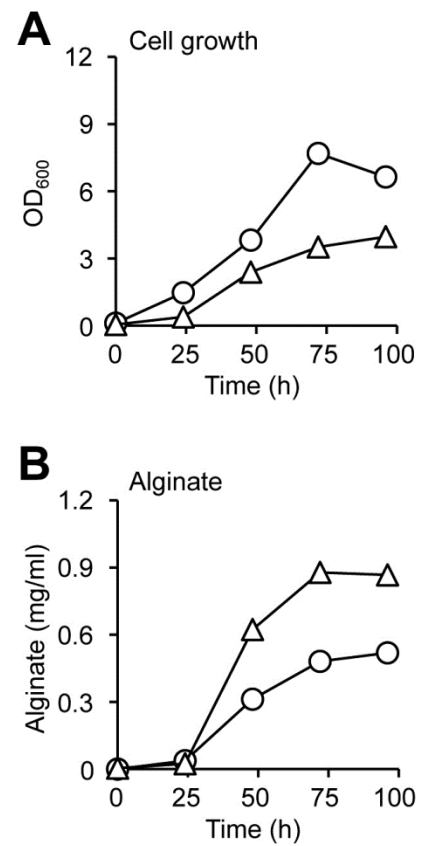 A
Cell growth
12
9
6
3
0
OD₆₀₀
0 25 50 75 100
Time (h)
B
Alginate
1.2
0.9
0.6
0.3
0
Alginate (mg/ml)
0 25 50 75 100
Time (h)